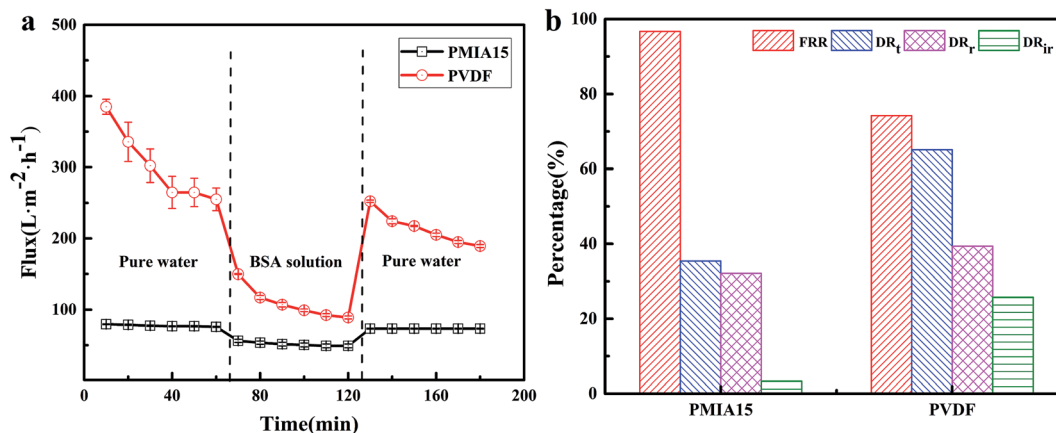 a
500
400
300
200
100
0
40
80
120
160
200
Flux(L·m⁻²·h⁻¹)
Time(min)
PMIA15
PVDF
Pure water
BSA solution
Pure water
b
100
80
60
40
20
0
Percentage(%)
FRR DRt DRr DRir
PMIA15 PVDF